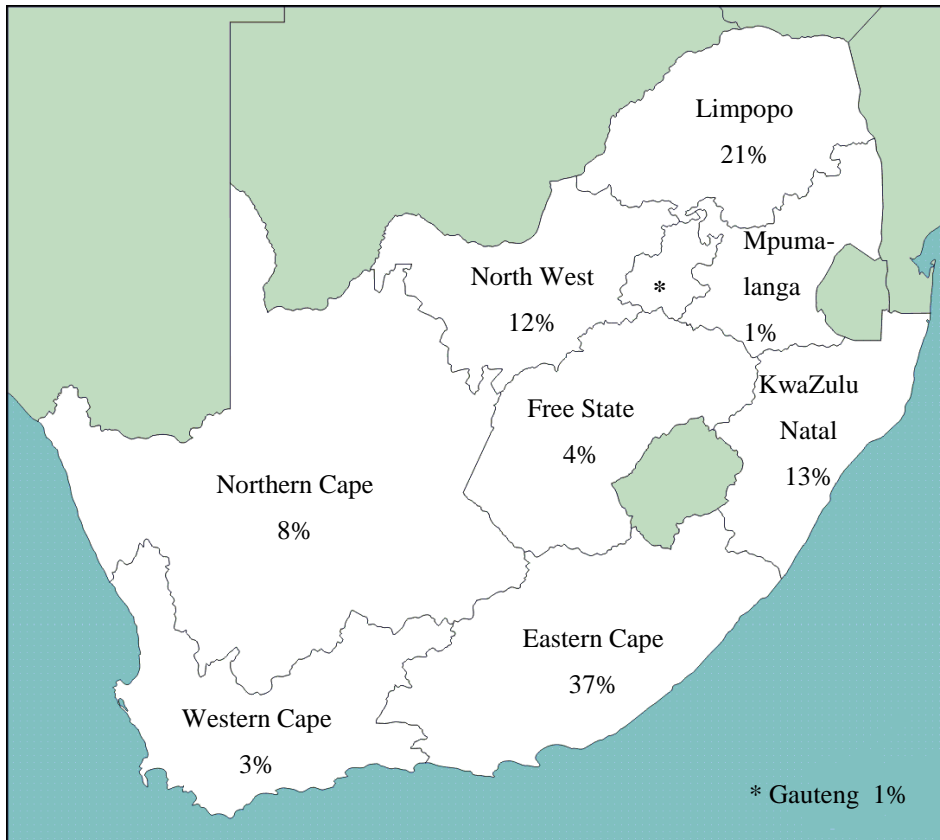 Limpopo
21%
Mpuma-
langa
1%
North West
12%
*
KwaZulu
Natal
13%
Free State
4%
Northern Cape
8%
Eastern Cape
37%
Western Cape
3%
* Gauteng 1%